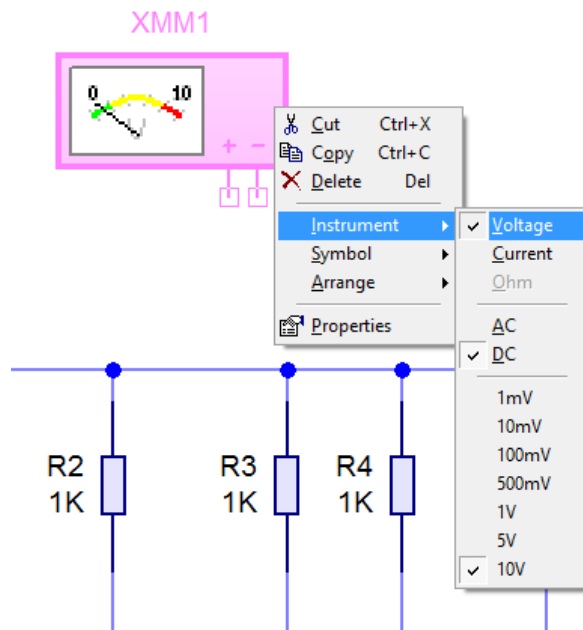 XMM1
0 10
+ −
Cut Ctrl+X
Copy Ctrl+C
Delete Del
Instrument
Symbol
Arrange
Properties
Voltage
Current
Ohm
AC
DC
1mV
10mV
100mV
500mV
1V
5V
10V
R2
1K
R3
1K
R4
1K